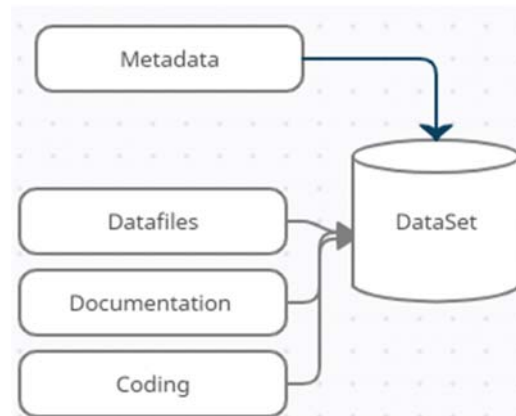 Metadata
Datafiles
DataSet
Documentation
Coding